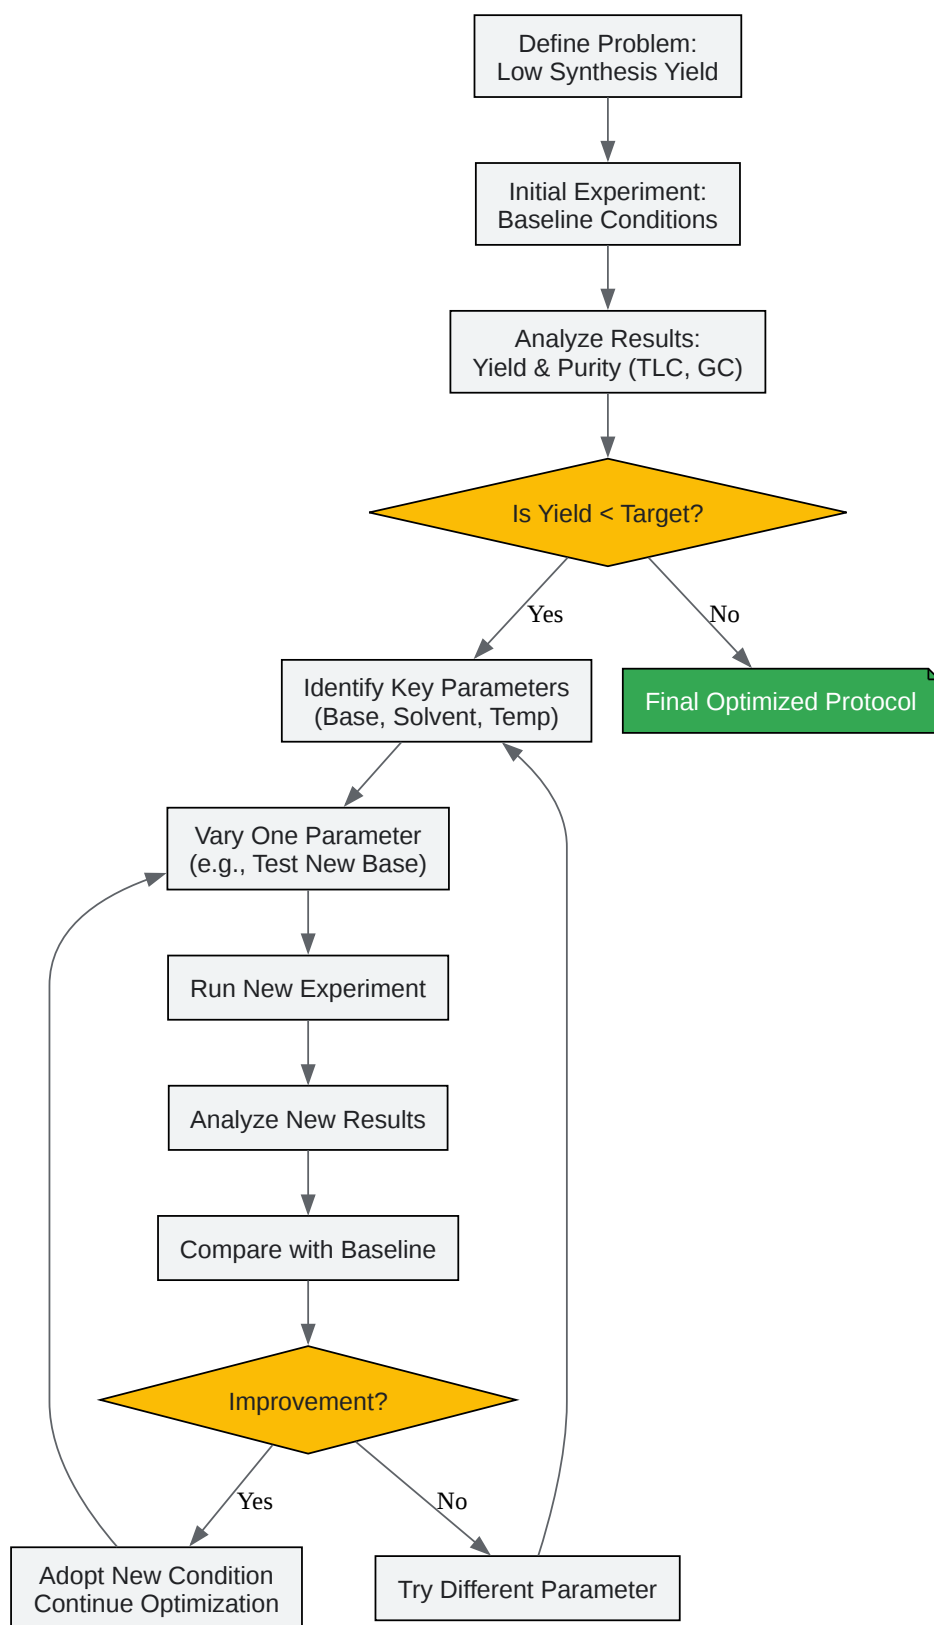 Define Problem:
Low Synthesis Yield
Initial Experiment:
Baseline Conditions
Analyze Results:
Yield & Purity (TLC, GC)
Is Yield < Target?
Yes
No
Identify Key Parameters
(Base, Solvent, Temp)
Final Optimized Protocol
Vary One Parameter
(e.g., Test New Base)
Run New Experiment
Analyze New Results
Compare with Baseline
Improvement?
Yes
No
Adopt New Condition
Continue Optimization
Try Different Parameter